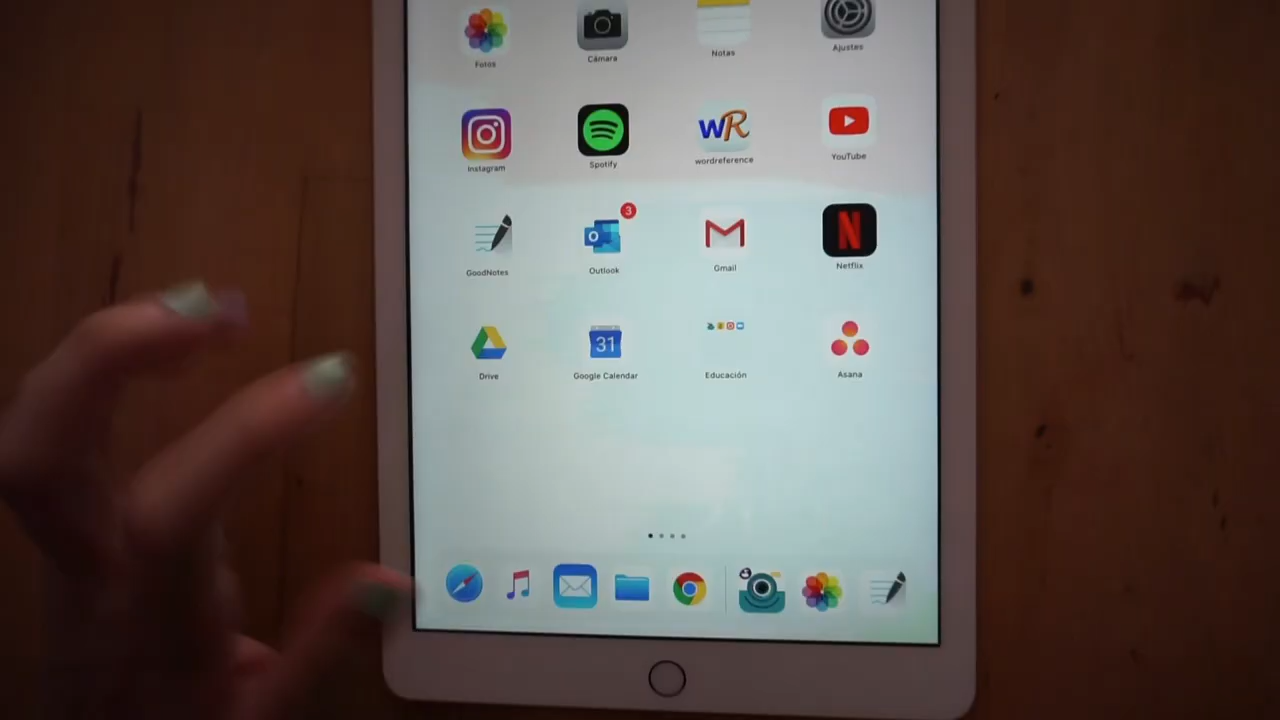 Fotos Cámara Notas Ajustes
Instagram Spotify wordreference YouTube
WR
GoodNotes Outlook Gmail Netflix
3
O
N
Drive Google Calendar Educación Asana
31